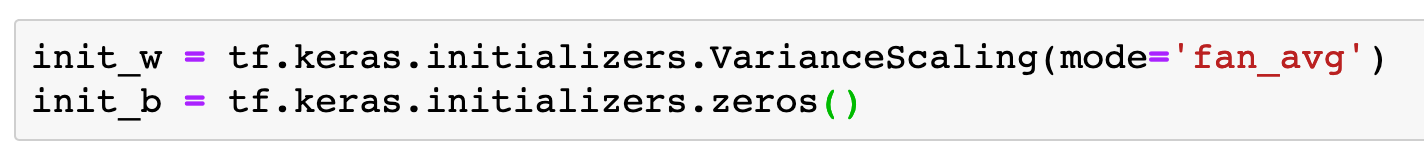 init_w = tf.keras.initializers.VarianceScaling(mode='fan_avg')
init_b = tf.keras.initializers.zeros()